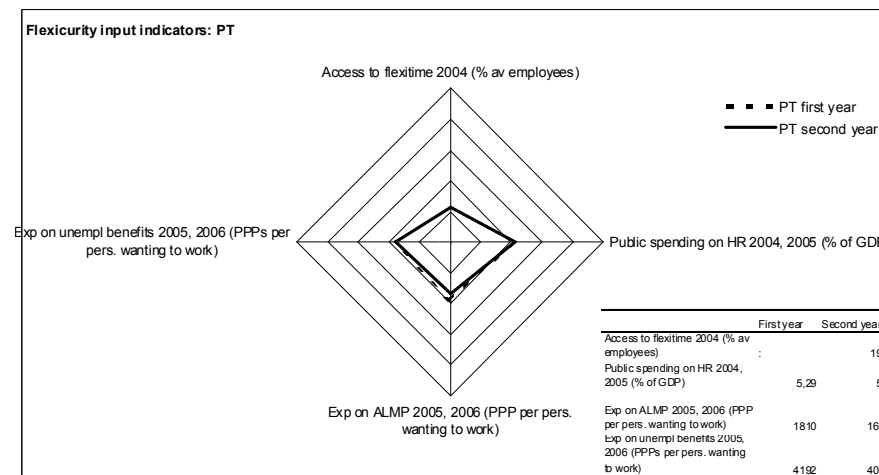 Flexicurity input indicators: PT
Access to flexitime 2004 (% av employees)
PT first year
PT second year
Exp on unempl benefits 2005, 2006 (PPPs per
pers. wanting to work)
Public spending on HR 2004, 2005 (% of GDP
Exp on ALMP 2005, 2006 (PPP per pers.
wanting to work)
First year Second year
Access to flexitime 2004 (% av
employees) : 19
Public spending on HR 2004,
2005 (% of GDP) 5,29 5
Exp on ALMP 2005, 2006 (PPP
per pers. wanting to work) 1810 16
Exp on unempl benefits 2005,
2006 (PPPs per pers. wanting
to work) 4192 40